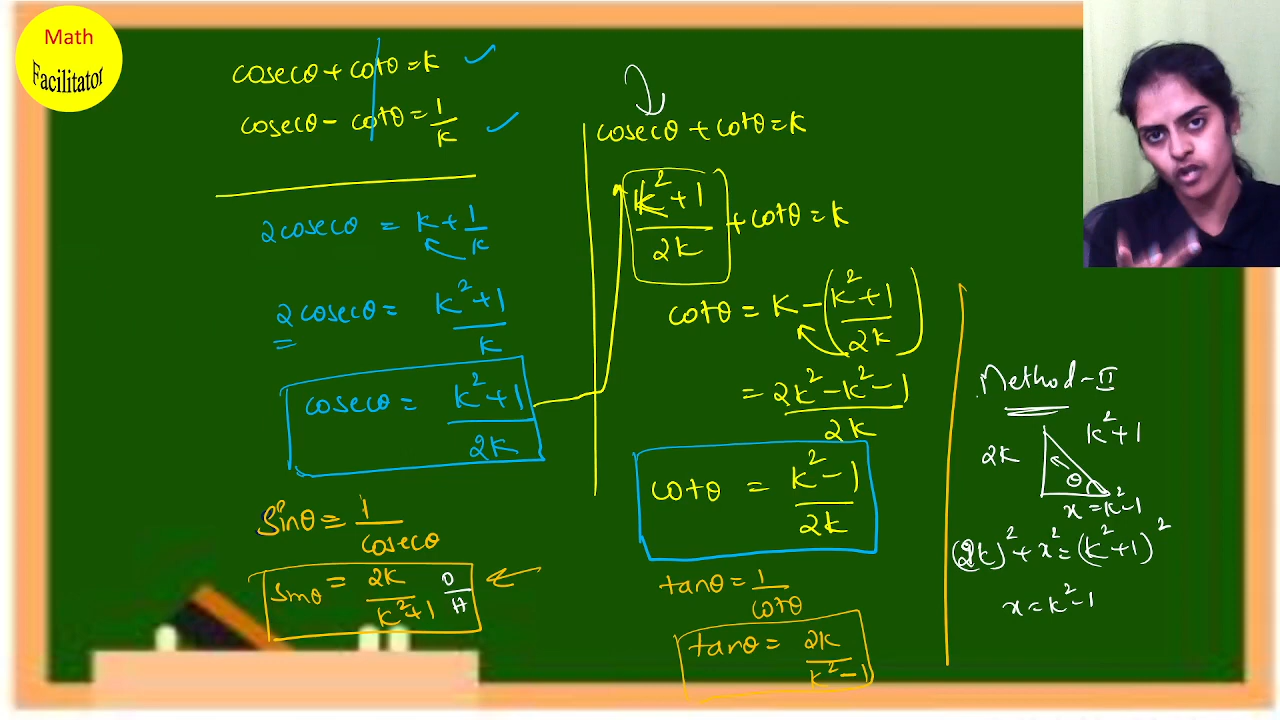 Math
Facilitator
cosecθ + cotθ = k ✓
cosecθ - cotθ = 1/k ✓
2cosecθ = k + 1/k
2cosecθ = k²+1/k
cosecθ = k²+1/2k
sinθ = 1/cosecθ
sinθ = 2k/k²+1 O/H
cosecθ + cotθ = k
k²+1/2k + cotθ = k
cotθ = k - (k²+1/2k)
= 2k²-k²-1/2k
cotθ = k²-1/2k
tanθ = 1/cotθ
tanθ = 2k/k²-1
Method-II
k²+1
2k
θ
x = k²-1
(2k)² + x² = (k²+1)²
x = k²-1